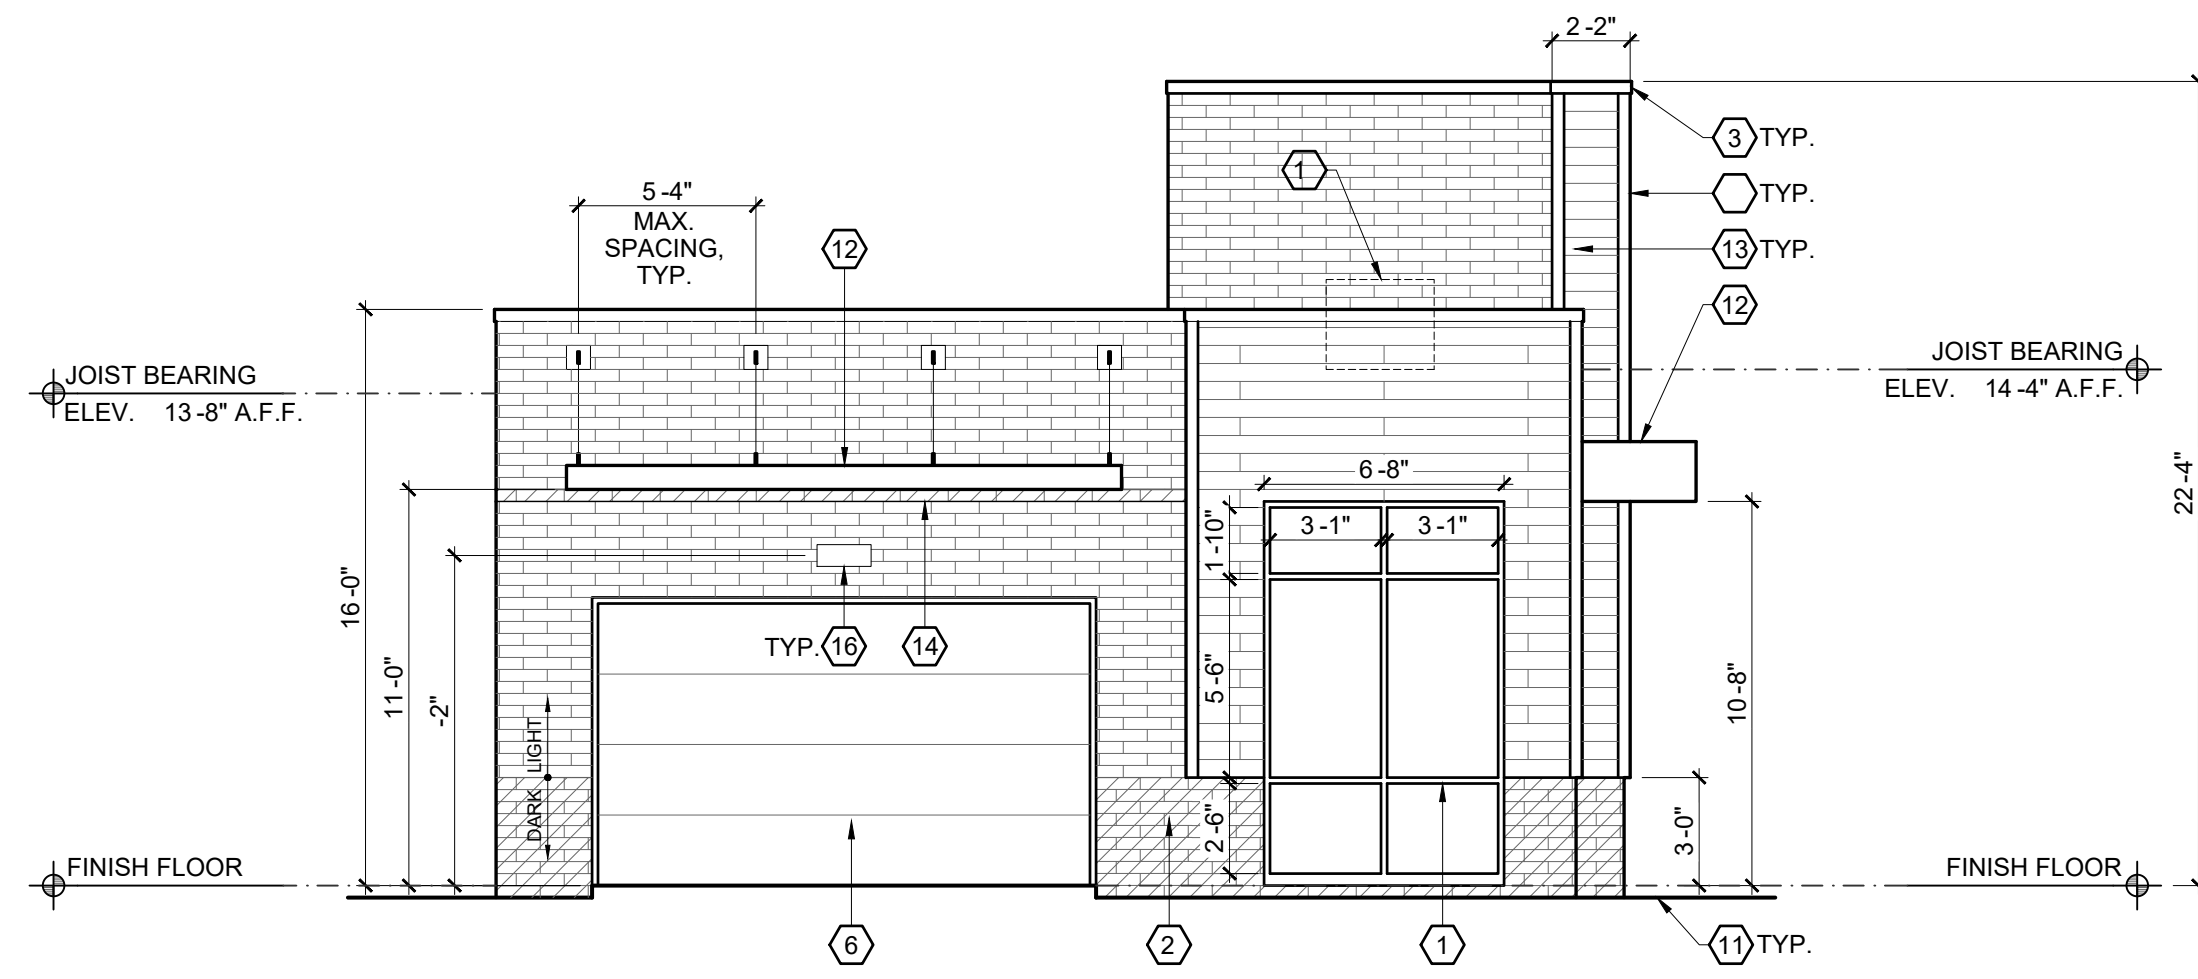 2 -2"
3 TYP.
TYP.
1
5 -4"
MAX.
SPACING,
TYP.
12
13 TYP.
12
JOIST BEARING
ELEV. 13 -8" A.F.F.
JOIST BEARING
ELEV. 14 -4" A.F.F.
22 -4"
6 -8"
3 -1"
3 -1"
1 -10"
16 -0"
11 -0"
-2"
TYP. 16
14
5 -6"
10 -8"
LIGHT
DARK
2 -6"
3 -0"
FINISH FLOOR
FINISH FLOOR
6
2
1
11 TYP.